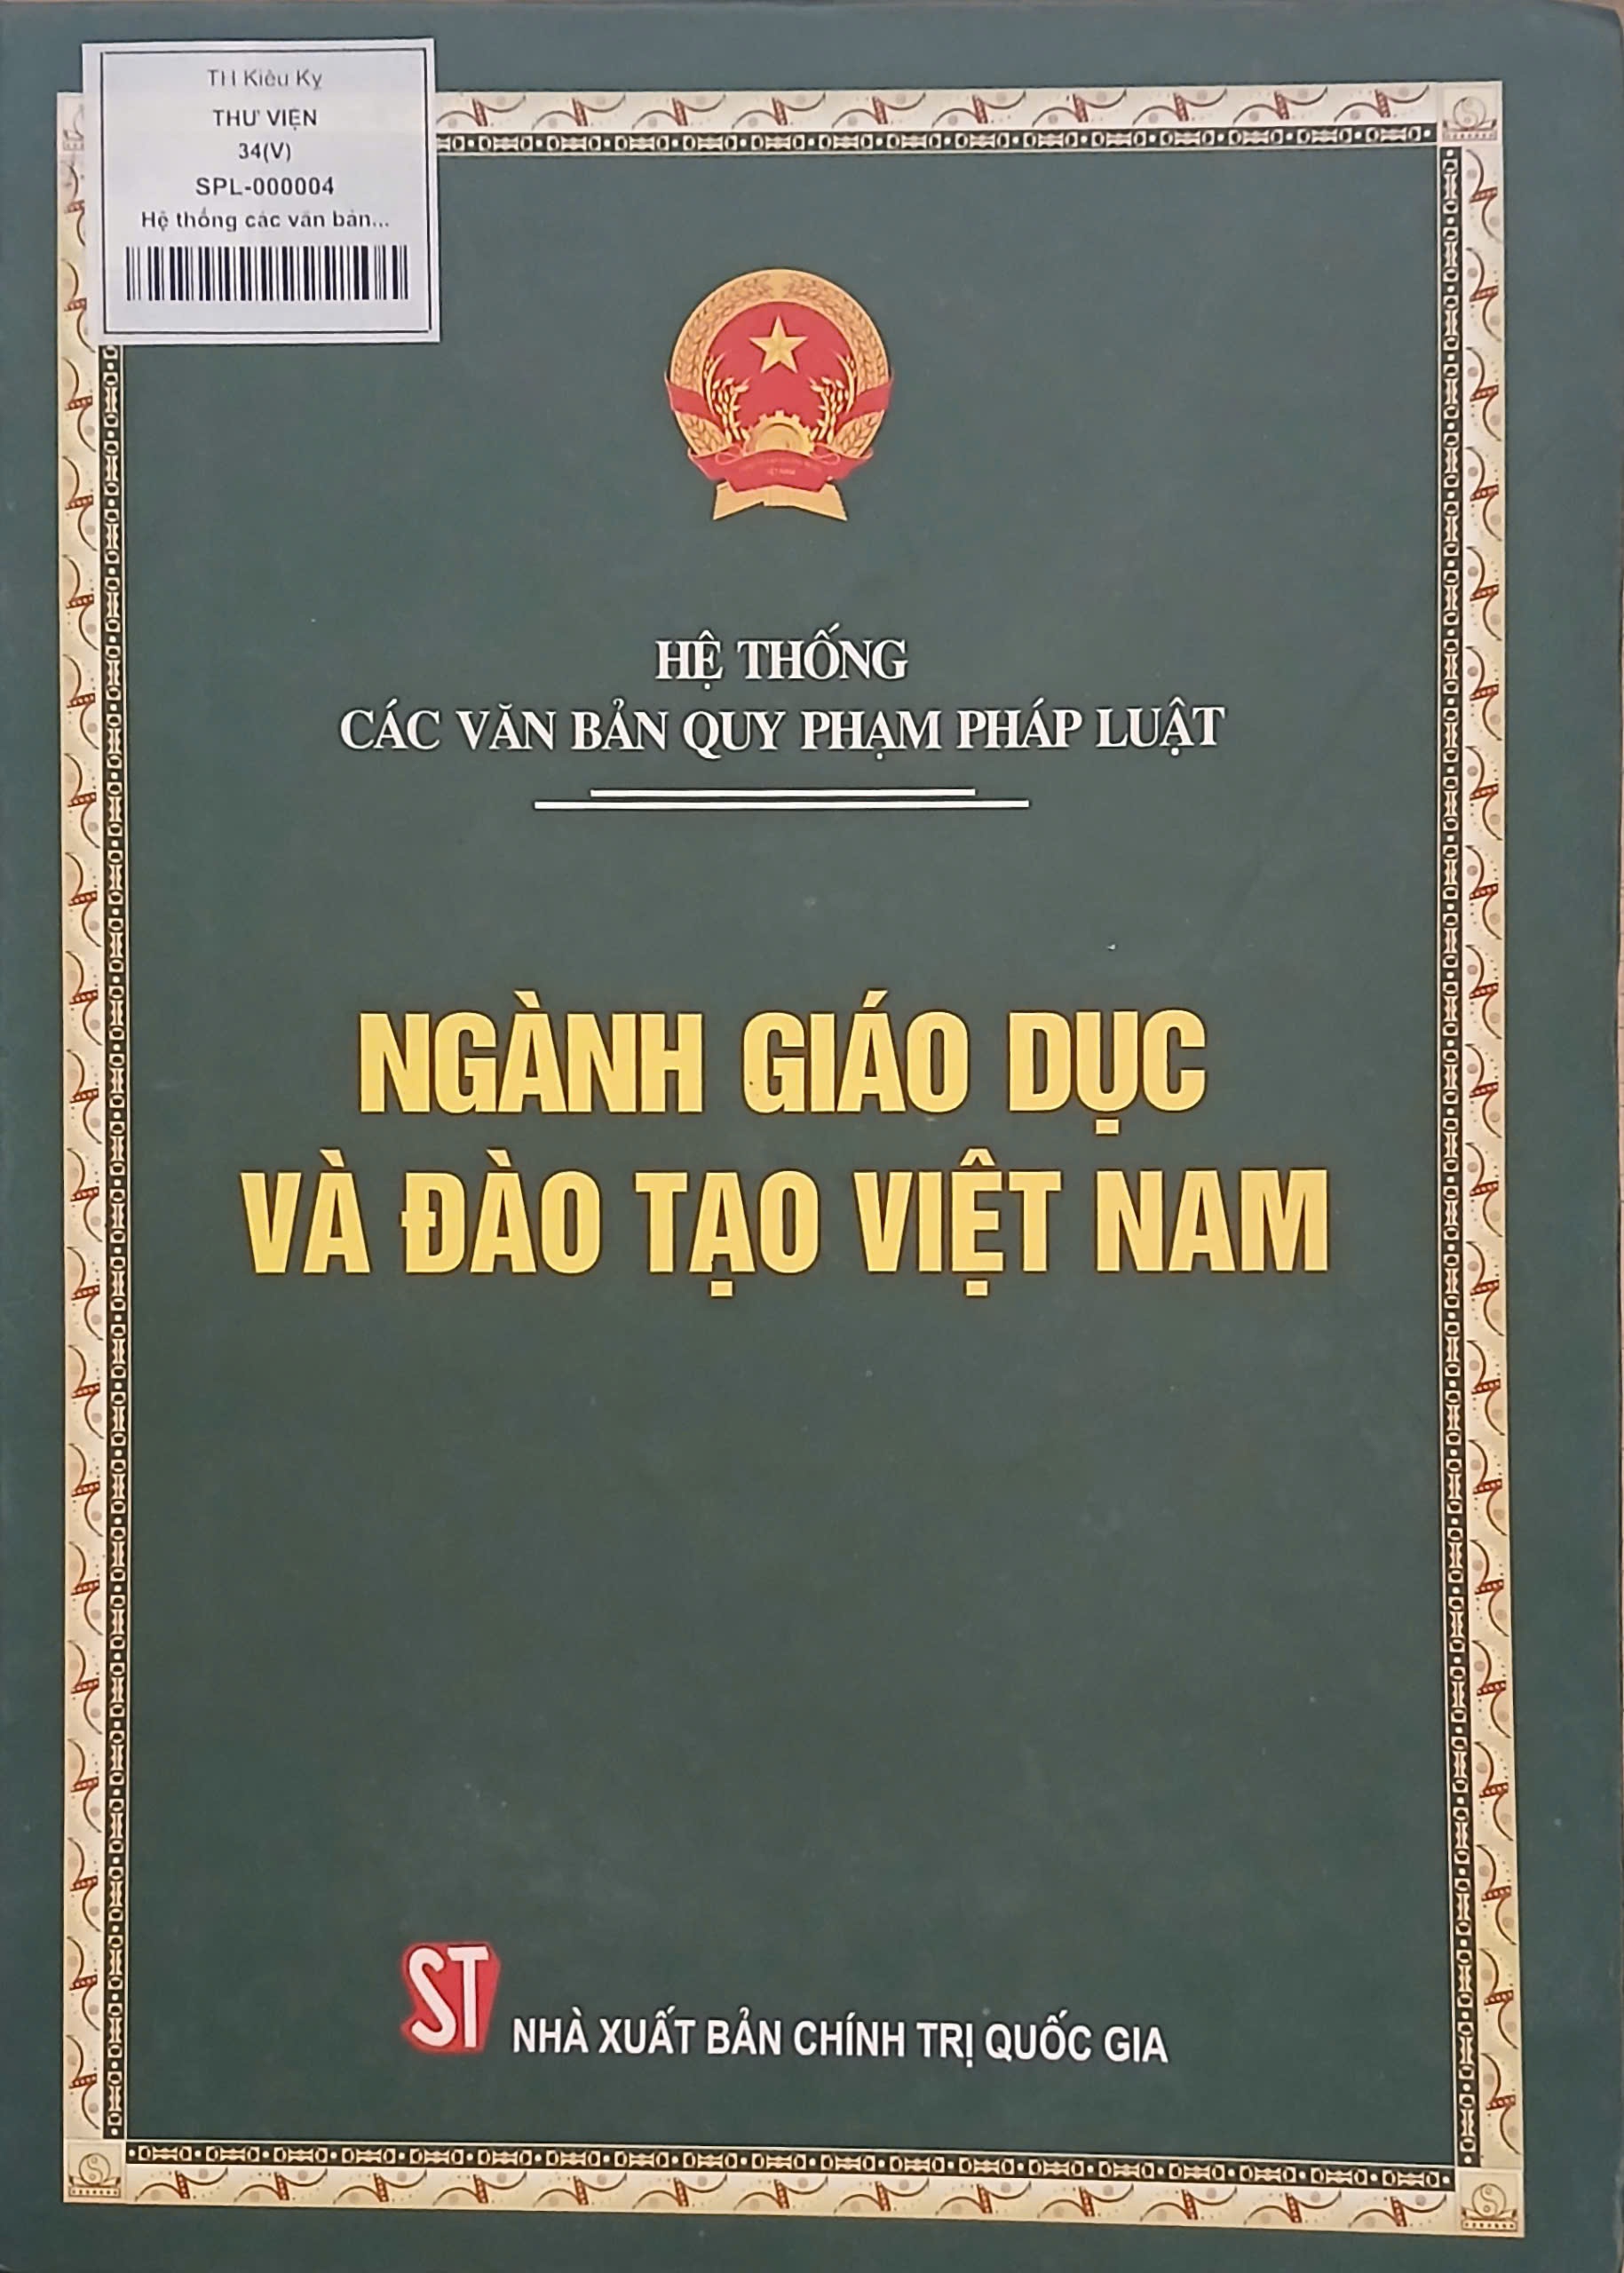 TH Kiêu Kỵ
THƯ VIỆN
34(V)
SPL-000004
Hệ thống các văn bản...
HỆ THỐNG
CÁC VĂN BẢN QUY PHẠM PHÁP LUẬT
NGÀNH GIÁO DỤC
VÀ ĐÀO TẠO VIỆT NAM
ST
NHÀ XUẤT BẢN CHÍNH TRỊ QUỐC GIA